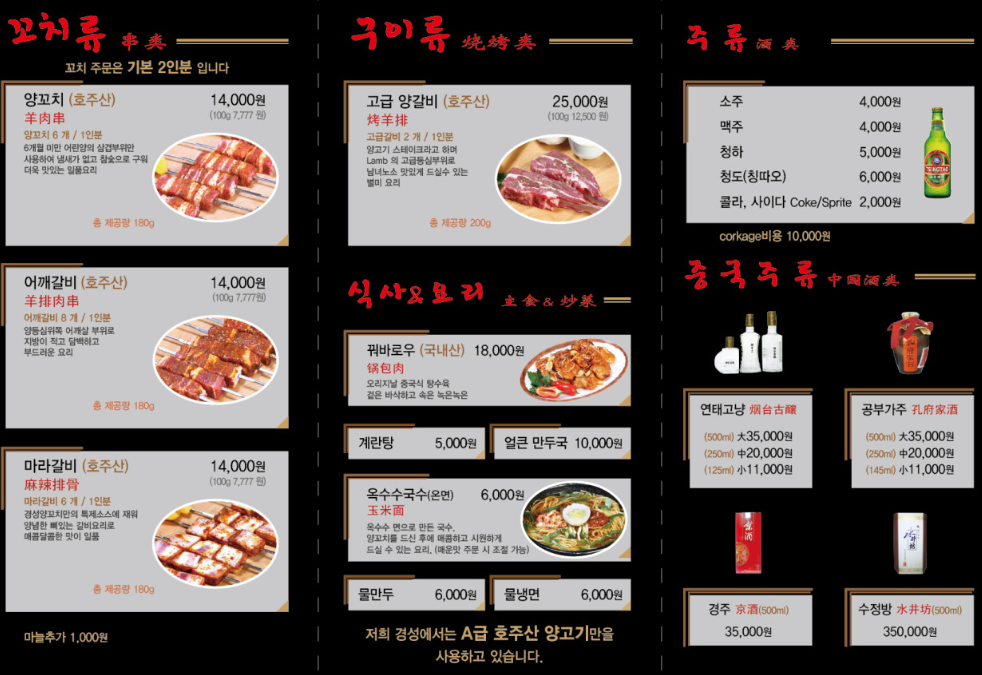 꼬치류 串类
꼬치 주문은 기본 2인분 입니다
양꼬치 (호주산) 14,000원
羊肉串 (100g 7,777 원)
양꼬치 6 개 / 1인분
6개월 미만 어린양의 삼겹부위만
사용하여 냄새가 없고 참숯으로 구워
더욱 맛있는 일품요리
총 제공량 180g
어깨갈비 (호주산) 14,000원
羊排肉串 (100g 7,777원)
어깨갈비 8 개 / 1인분
양등심위쪽 어깨살 부위로
지방이 적고 담백하고
부드러운 요리
총 제공량 180g
마라갈비 (호주산) 14,000원
麻辣排骨 (100g 7,777 원)
마라갈비 6 개 / 1인분
경성양꼬치만의 특제소스에 재워
양념한 뼈있는 갈비요리로
매콤달콤한 맛이 일품
총 제공량 180g
마늘추가 1,000원
구이류 烧烤类
고급 양갈비 (호주산) 25,000원
烤羊排 (100g 12,500 원)
고급갈비 2 개 / 1인분
양고기 스테이크라고 하며
Lamb 의 고급등심부위로
남녀노소 맛있게 드실수 있는
별미 요리
총 제공량 200g
식사&요리 主食&炒菜
꿔바로우 (국내산) 18,000원
锅包肉
오리지날 중국식 탕수육
겉은 바삭하고 속은 녹은녹은
계란탕 5,000원
얼큰 만두국 10,000원
옥수수국수(온면) 6,000원
玉米面
옥수수 면으로 만든 국수.
양꼬치를 드신 후에 매콤하고 시원하게
드실 수 있는 요리, (매운맛 주문 시 조절 가능)
물만두 6,000원
물냉면 6,000원
저희 경성에서는 A급 호주산 양고기만을
사용하고 있습니다.
주류 酒类
소주 4,000원
맥주 4,000원
청하 5,000원
청도(칭따오) 6,000원
콜라, 사이다 Coke/Sprite 2,000원
TSINGTAO
corkage비용 10,000원
중국주류 中国酒类
연태고냥 烟台古釀
(500ml) 大35,000원
(250ml) 中20,000원
(125ml) 小11,000원
공부가주 孔府家酒
(500ml) 大35,000원
(250ml) 中20,000원
(145ml) 小11,000원
京酒
水井坊
경주 京酒(500ml)
35,000원
수정방 水井坊(500ml)
350,000원